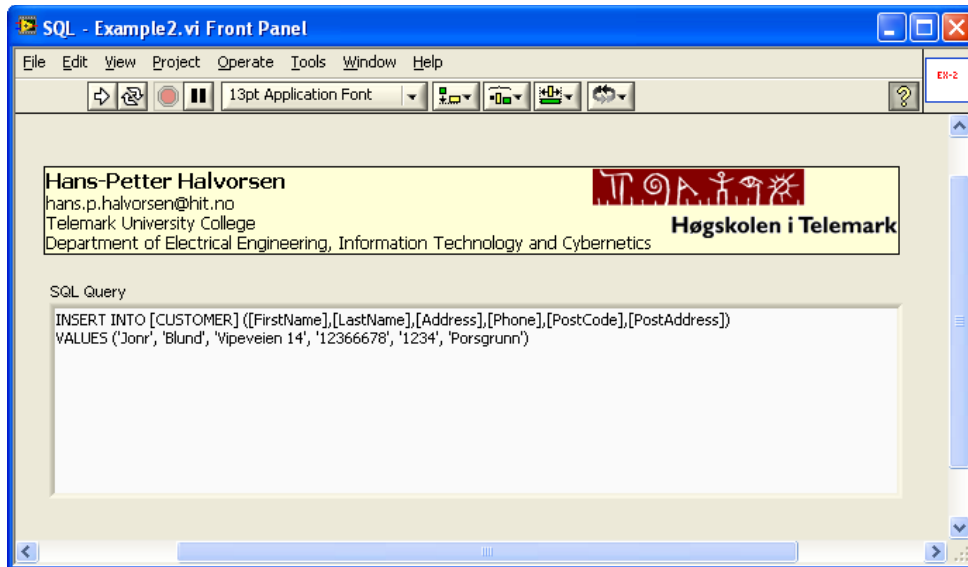 SQL - Example2.vi Front Panel
File Edit View Project Operate Tools Window Help
EX-2
13pt Application Font
Hans-Petter Halvorsen
hans.p.halvorsen@hit.no
Telemark University College
Department of Electrical Engineering, Information Technology and Cybernetics
Høgskolen i Telemark
SQL Query
INSERT INTO [CUSTOMER] ([FirstName],[LastName],[Address],[Phone],[PostCode],[PostAddress])
VALUES ('Jonr', 'Blund', 'Vipeveien 14', '12366678', '1234', 'Porsgrunn')